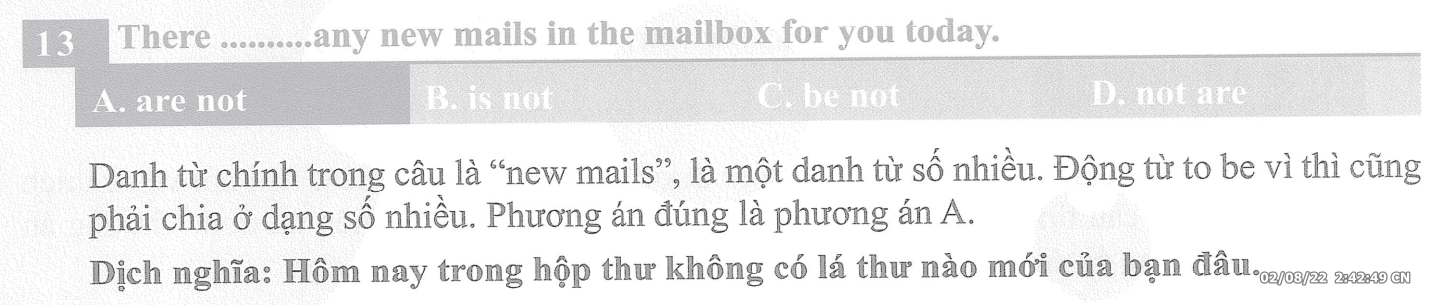 13 There ..........any new mails in the mailbox for you today.
A. are not B. is not C. be not D. not are
Danh từ chính trong câu là “new mails”, là một danh từ số nhiều. Động từ to be vì thì cũng
phải chia ở dạng số nhiều. Phương án đúng là phương án A.
Dịch nghĩa: Hôm nay trong hộp thư không có lá thư nào mới của bạn đâu.
02/08/22 2:42:49 CN